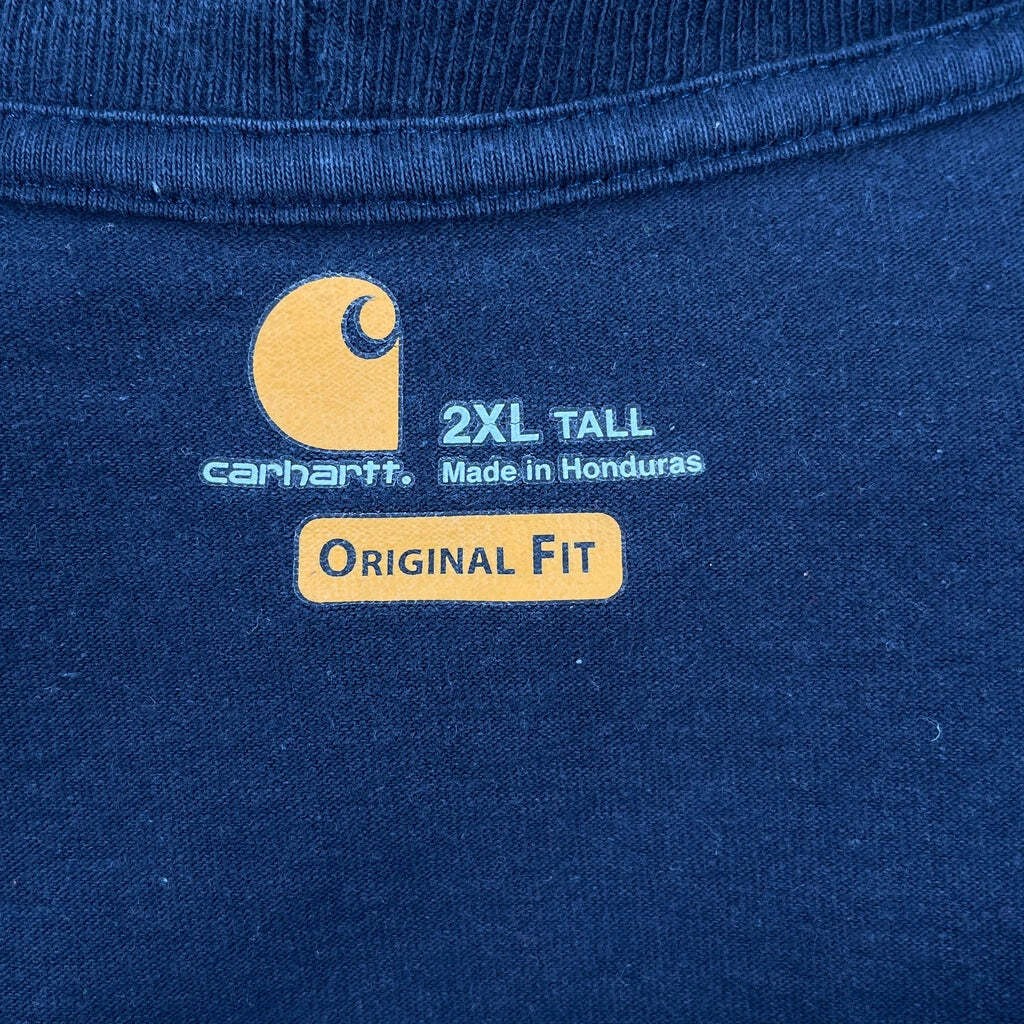 2XL TALL
carhartt. Made in Honduras
ORIGINAL FIT